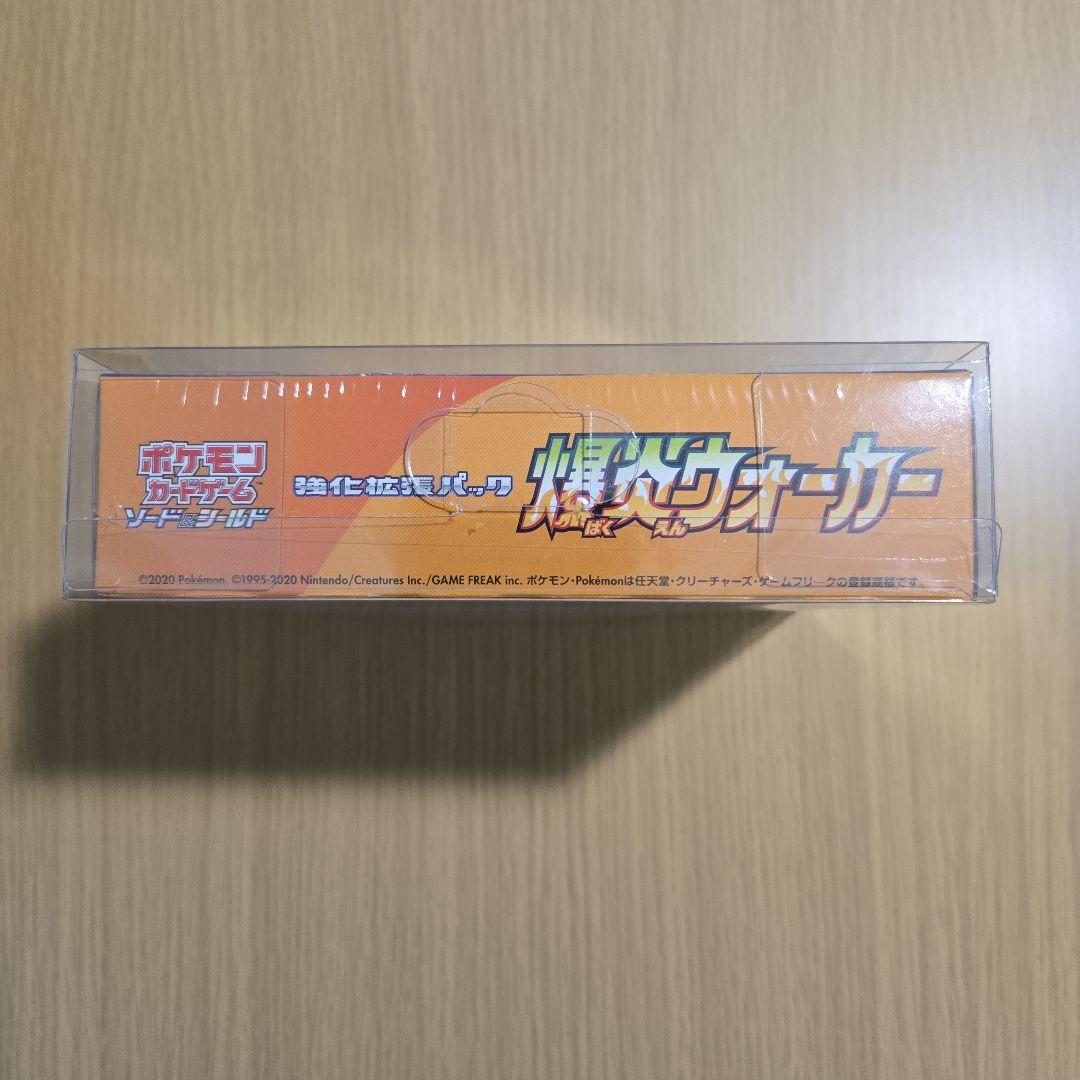 ポケモン
カードゲーム™
ソード&シールド
強化拡張パック
爆炎ウォーカー
ばく えん
©2020 Pokémon. ©1995-2020 Nintendo/Creatures Inc./GAME FREAK inc. ポケモン・Pokémonは任天堂・クリーチャーズ・ゲームフリークの登録商標です。